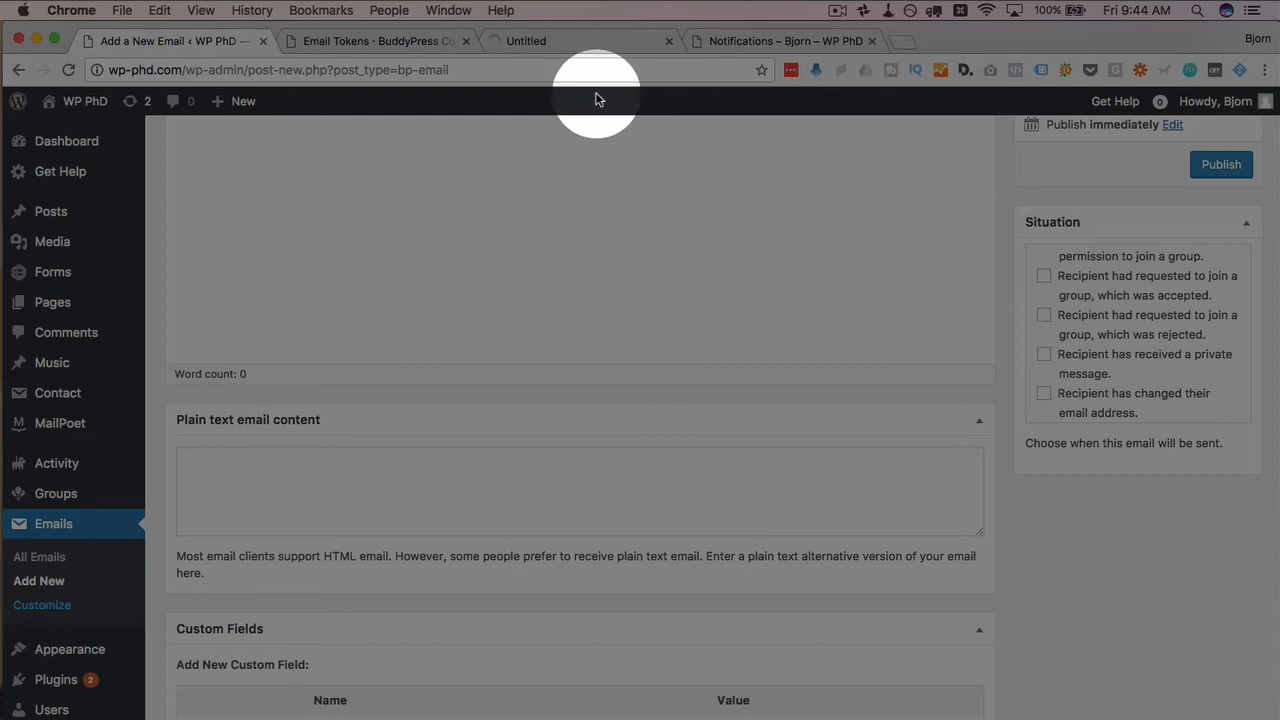 Chrome File Edit View History Bookmarks People Window Help 100% Fri 9:44 AM
Add a New Email ‹ WP PhD — Email Tokens · BuddyPress Co Untitled Notifications – Bjorn – WP PhD Bjorn
wp-phd.com/wp-admin/post-new.php?post_type=bp-email
WP PhD 2 0 New Get Help 0 Howdy, Bjorn
Dashboard
Get Help
Posts
Media
Forms
Pages
Comments
Music
Contact
MailPoet
Activity
Groups
Emails
All Emails
Add New
Customize
Appearance
Plugins 2
Users
Word count: 0
Plain text email content
Most email clients support HTML email. However, some people prefer to receive plain text email. Enter a plain text alternative version of your email
here.
Custom Fields
Add New Custom Field:
Name Value
Publish immediately Edit
Publish
Situation
permission to join a group.
Recipient had requested to join a
group, which was accepted.
Recipient had requested to join a
group, which was rejected.
Recipient has received a private
message.
Recipient has changed their
email address.
Choose when this email will be sent.